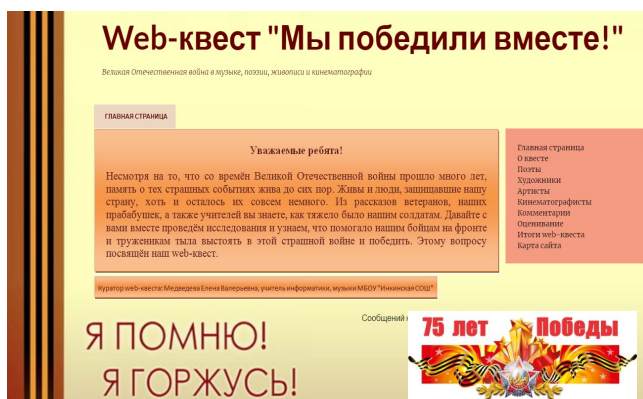 Web-квест "Мы победили вместе!"
Великая Отечественная война в музыке, поэзии, живописи и кинематографии
ГЛАВНАЯ СТРАНИЦА
Уважаемые ребята!
Несмотря на то, что со времён Великой Отечественной войны прошло много лет,
память о тех страшных событиях жива до сих пор. Живы и люди, защищавшие нашу
страну, хоть и осталось их совсем немного. Из рассказов ветеранов, наших
прабабушек, а также учителей вы знаете, как тяжело было нашим солдатам. Давайте с
вами вместе проведём исследования и узнаем, что помогало нашим бойцам на фронте
и труженикам тыла выстоять в этой страшной войне и победить. Этому вопросу
посвящён наш web-квест.
Главная страница
О квесте
Поэты
Художники
Артисты
Кинематографисты
Комментарии
Оценивание
Итоги web-квеста
Карта сайта
Куратор web-квеста: Медведева Елена Валерьевна, учитель информатики, музыки МБОУ "Инкинская СОШ"
Сообщений
Я ПОМНЮ!
Я ГОРЖУСЬ!
75 лет Победы